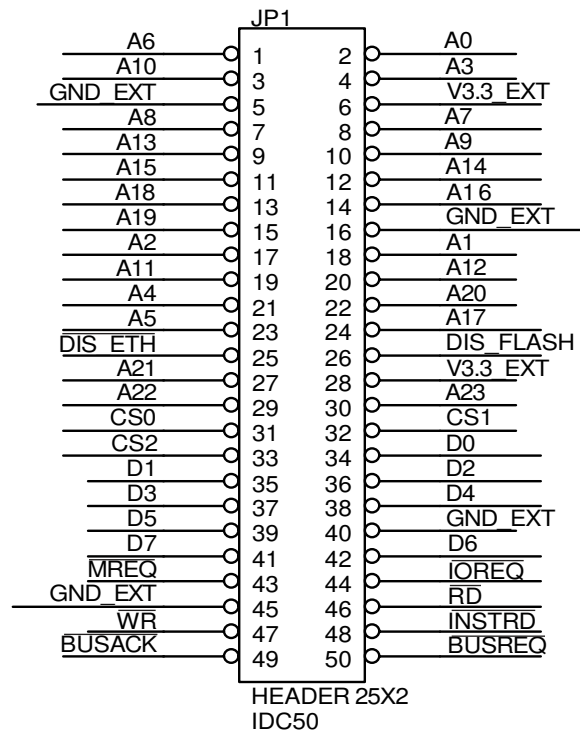 JP1
A6 1 2 A0
A10 3 4 A3
GND_EXT 5 6 V3.3_EXT
A8 7 8 A7
A13 9 10 A9
A15 11 12 A14
A18 13 14 A16
A19 15 16 GND_EXT
A2 17 18 A1
A11 19 20 A12
A4 21 22 A20
A5 23 24 A17
DIS_ETH 25 26 DIS_FLASH
A21 27 28 V3.3_EXT
A22 29 30 A23
CS0 31 32 CS1
CS2 33 34 D0
D1 35 36 D2
D3 37 38 D4
D5 39 40 GND_EXT
D7 41 42 D6
MREQ 43 44 IOREQ
GND_EXT 45 46 RD
WR 47 48 INSTRD
BUSACK 49 50 BUSREQ
HEADER 25X2
IDC50